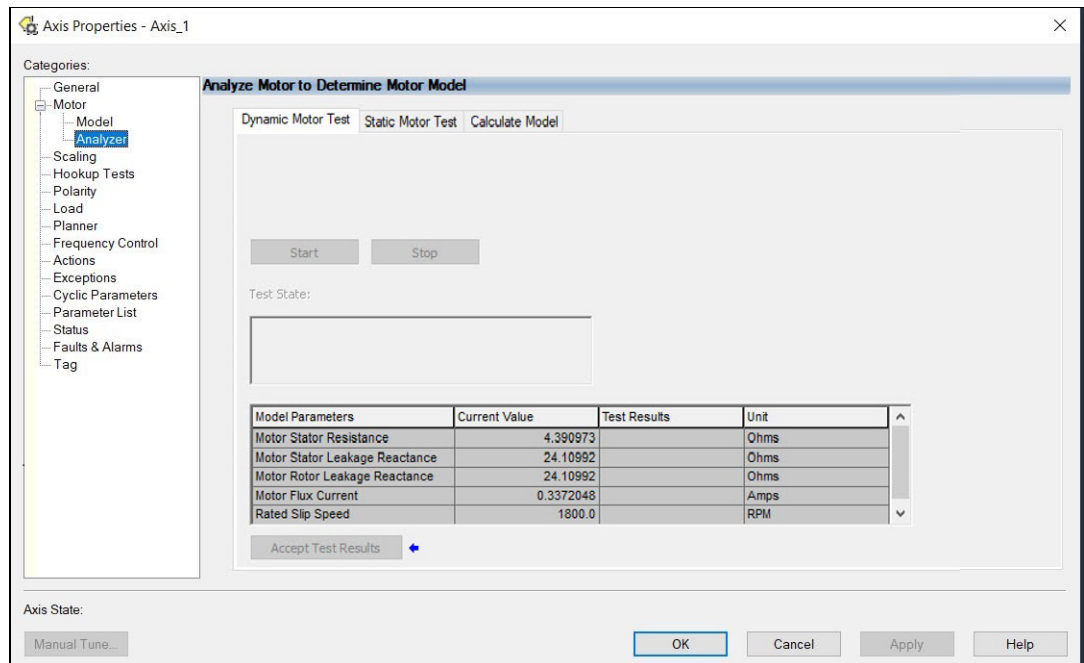 Axis Properties - Axis_1
Categories:
General
Motor
Model
Analyzer
Scaling
Hookup Tests
Polarity
Load
Planner
Frequency Control
Actions
Exceptions
Cyclic Parameters
Parameter List
Status
Faults & Alarms
Tag
Analyze Motor to Determine Motor Model
Dynamic Motor Test Static Motor Test Calculate Model
Start Stop
Test State:
Model Parameters Current Value Test Results Unit
Motor Stator Resistance 4.390973 Ohms
Motor Stator Leakage Reactance 24.10992 Ohms
Motor Rotor Leakage Reactance 24.10992 Ohms
Motor Flux Current 0.3372048 Amps
Rated Slip Speed 1800.0 RPM
Accept Test Results
Axis State:
Manual Tune... OK Cancel Apply Help